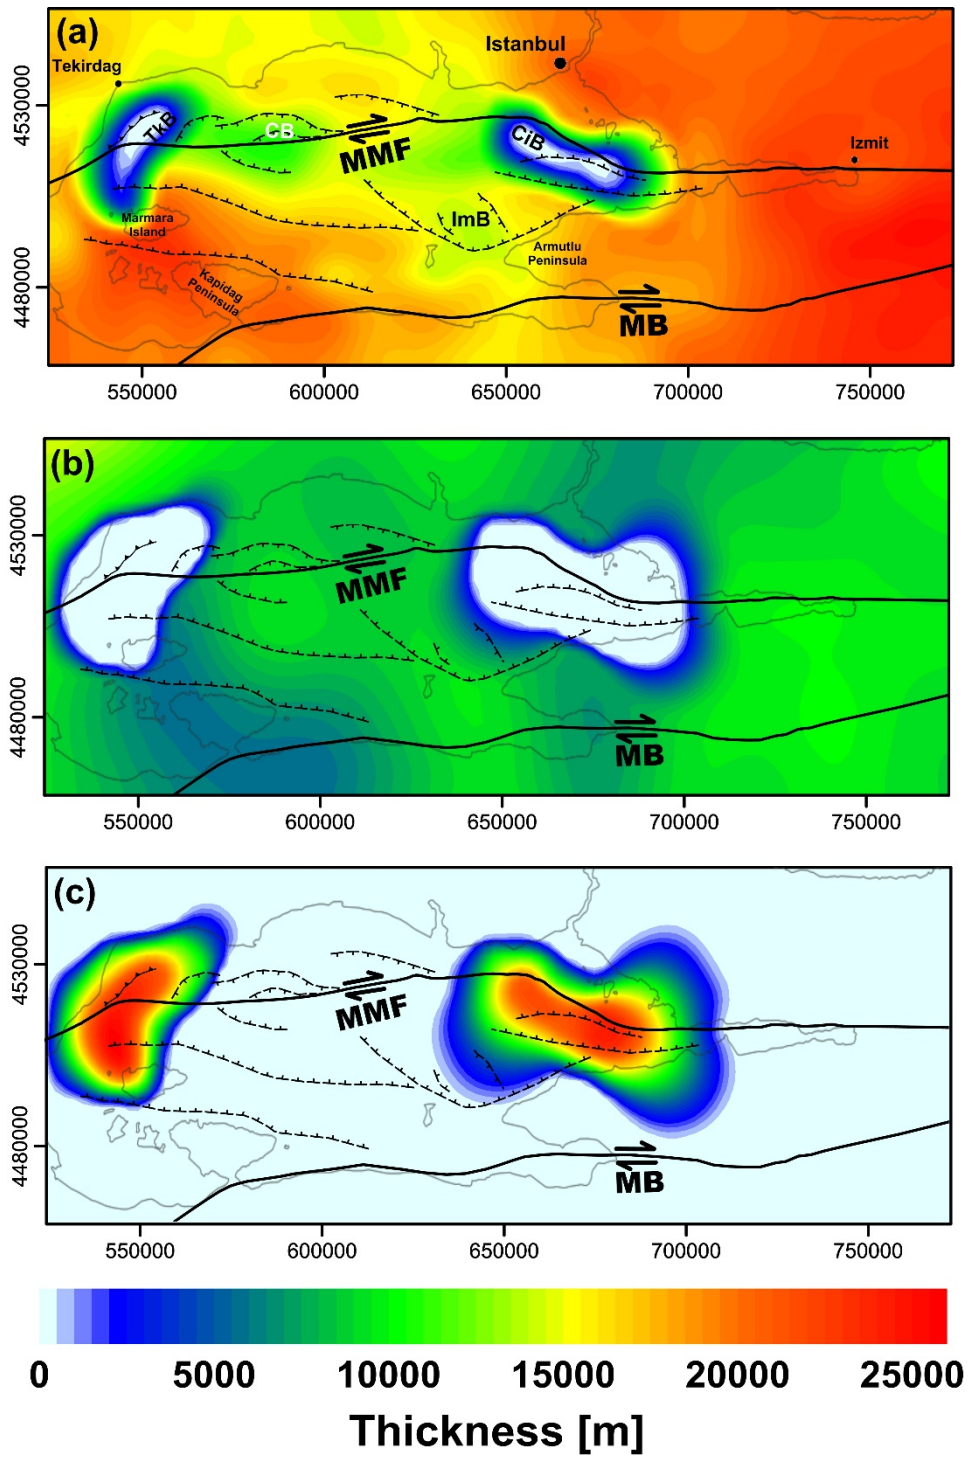 (a)
Istanbul
Tekirdag
4530000
TkB
CB
MMF
CiB
Izmit
Marmara
Island
ImB
Armutlu
Peninsula
Kapidag
Peninsula
4480000
MB
550000
600000
650000
700000
750000
(b)
4530000
MMF
4480000
MB
550000
600000
650000
700000
750000
(c)
4530000
MMF
4480000
MB
550000
600000
650000
700000
750000
0
5000
10000
15000
20000
25000
Thickness [m]